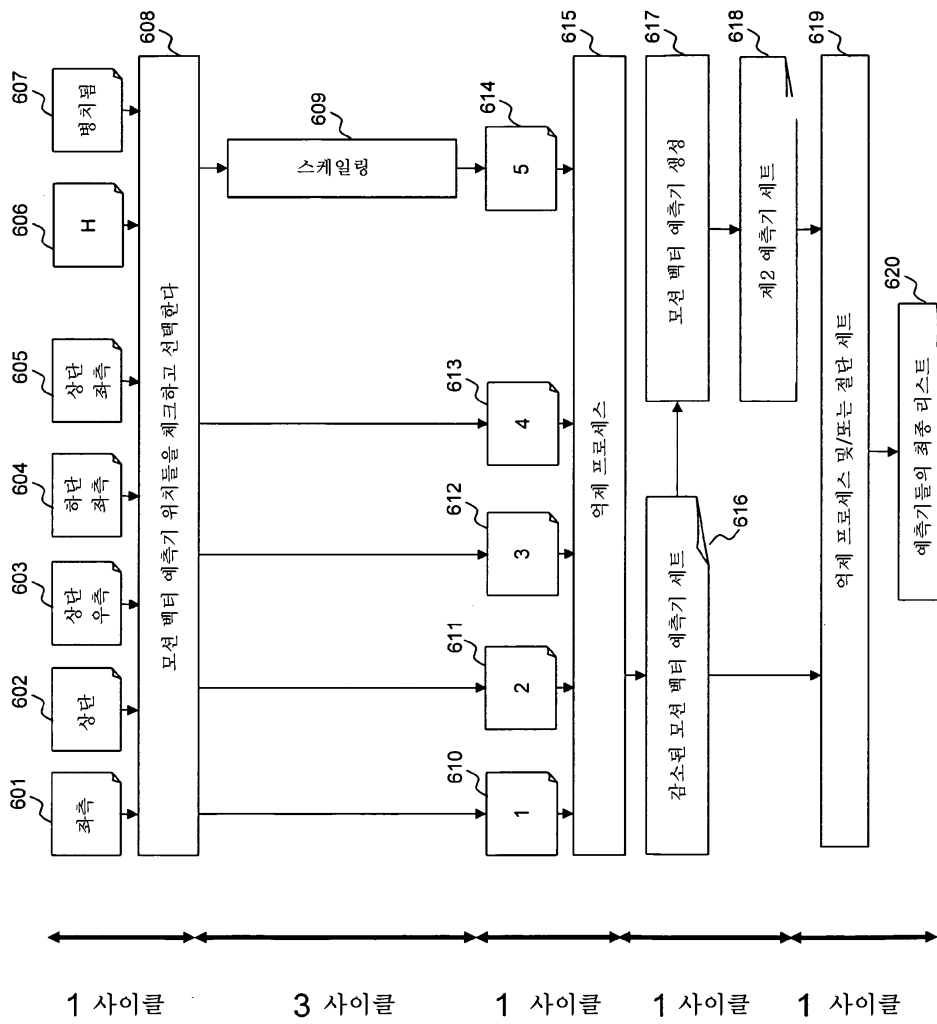 601
602
603
604
605
606
607
좌측
상단
상단
우측
하단
좌측
상단
좌측
H
병치됨
608
모션 벡터 예측기 위치들을 체크하고 선택한다
609
스케일링
610
611
612
613
614
1
2
3
4
5
615
억제 프로세스
616
감소된 모션 벡터 예측기 세트
617
모션 벡터 예측기 생성
618
제2 예측기 세트
619
억제 프로세스 및/또는 절단 세트
620
예측기들의 최종 리스트
1 사이클
3 사이클
1 사이클
1 사이클
1 사이클